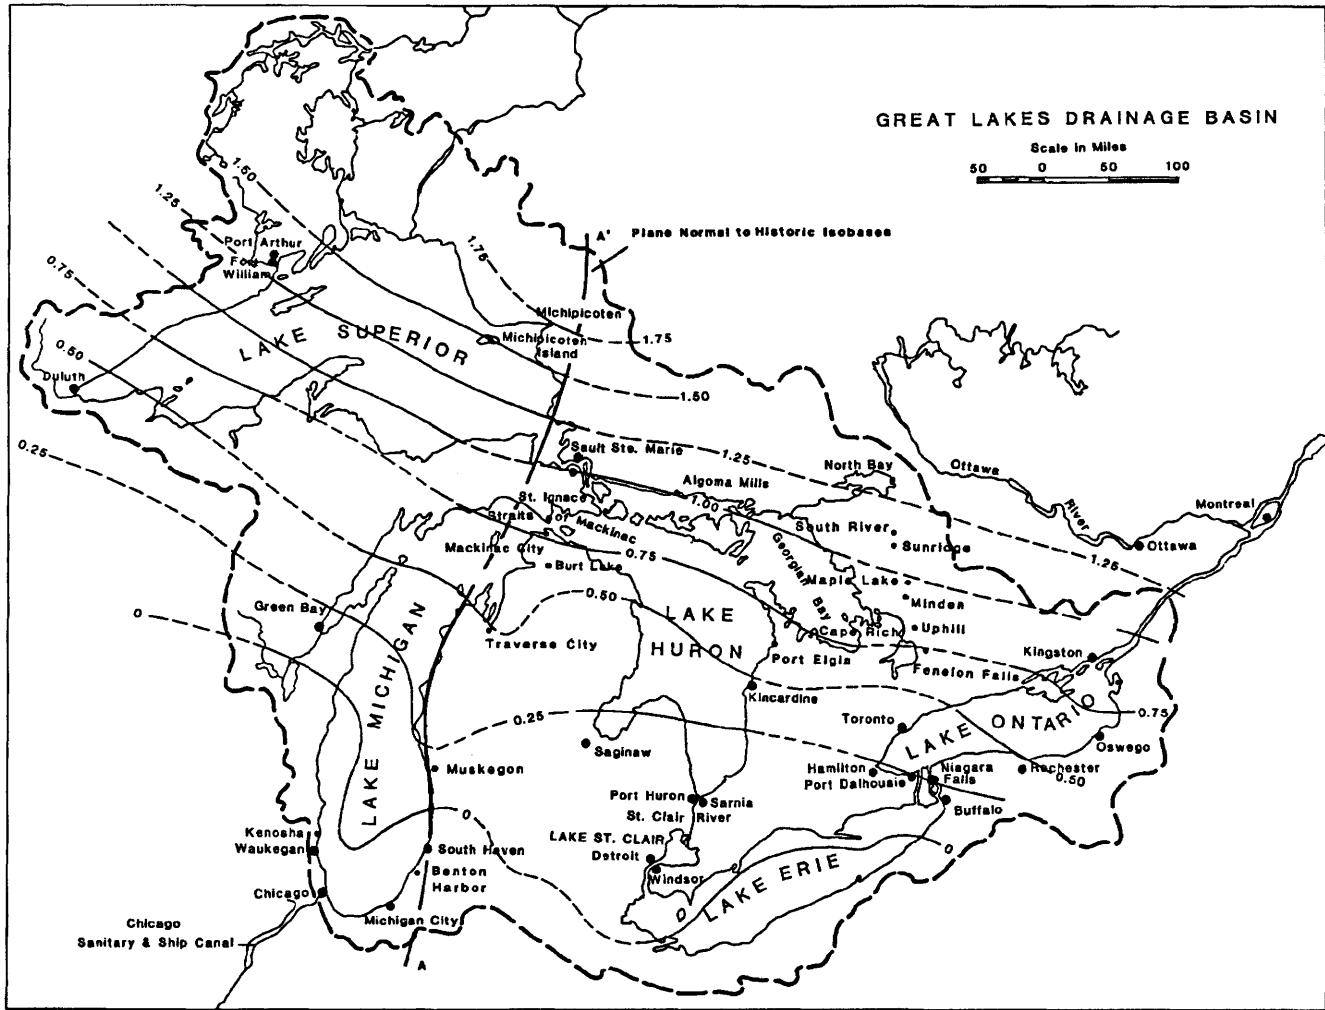 GREAT LAKES DRAINAGE BASIN
Scale in Miles
50 0 50 100
1.50
1.25
A'
Plane Normal to Historic Isobases
Port Arthur
Fort
William
1.75
0.75
Michipicoten
Michipicoten
Island
1.75
LAKE SUPERIOR
0.50
Duluth
1.50
0.25
Sault Ste. Marie
1.25
North Bay
Ottawa
River
Algoma Mills
1.00
St. Ignace
Straits of Mackinac
Montreal
South River
Sunridge
Ottawa
Mackinac City
0.75
Georgian Bay
1.25
Burt Lake
Maple Lake
Minden
0.50
0
Green Bay
LAKE MICHIGAN
LAKE
HURON
Cape Rich
Uphill
Traverse City
Port Elgin
Kingston
Fenelon Falls
Kincardine
0.25
Toronto
LAKE ONTARIO
0.75
Saginaw
Oswego
Muskegon
Hamilton
Port Dalhousie
Niagara
Falls
Rochester
0.50
Port Huron
Sarnia
St. Clair River
Buffalo
0
Kenosha
Waukegan
South Haven
LAKE ST. CLAIR
Detroit
0
Benton
Harbor
Windsor
LAKE ERIE
Chicago
0
Michigan City
Chicago
Sanitary & Ship Canal
A